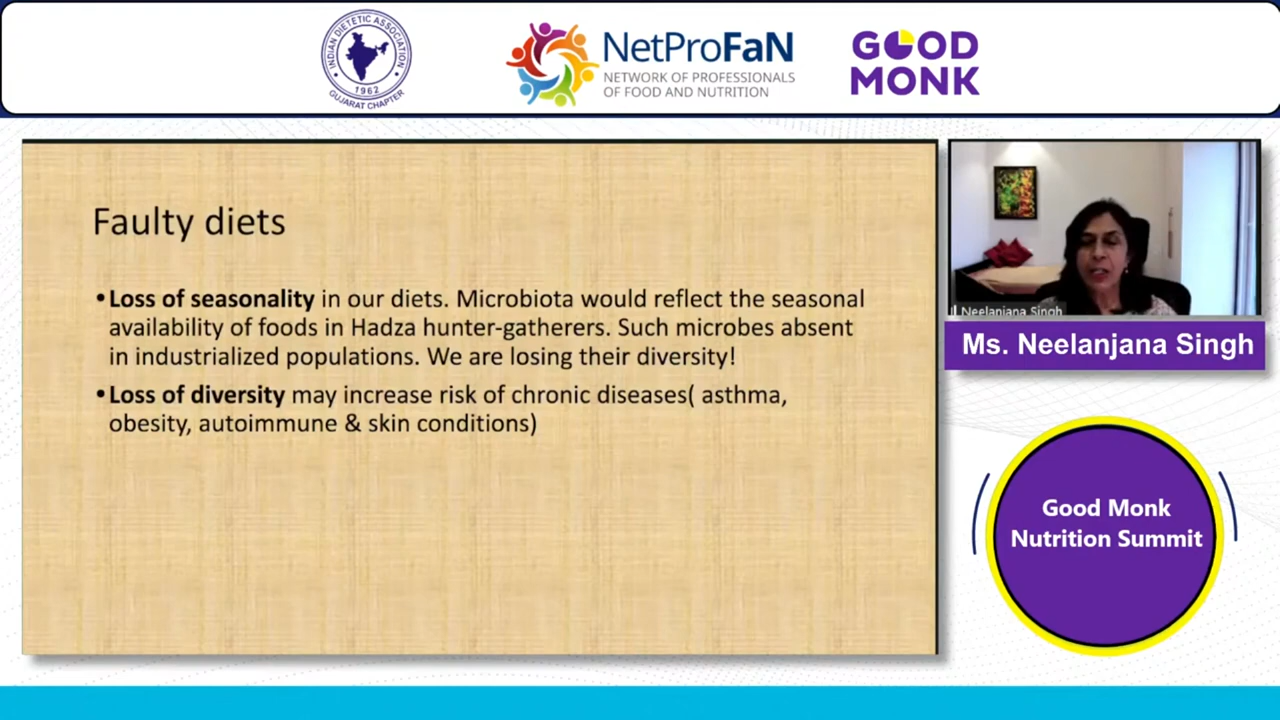 INDIAN DIETETIC ASSOCIATION
1962
GUJARAT CHAPTER
NetProFaN
NETWORK OF PROFESSIONALS
OF FOOD AND NUTRITION
GOOD
MONK
Faulty diets
•Loss of seasonality in our diets. Microbiota would reflect the seasonal
availability of foods in Hadza hunter-gatherers. Such microbes absent
in industrialized populations. We are losing their diversity!
•Loss of diversity may increase risk of chronic diseases( asthma,
obesity, autoimmune & skin conditions)
Neelanjana Singh
Ms. Neelanjana Singh
Good Monk
Nutrition Summit